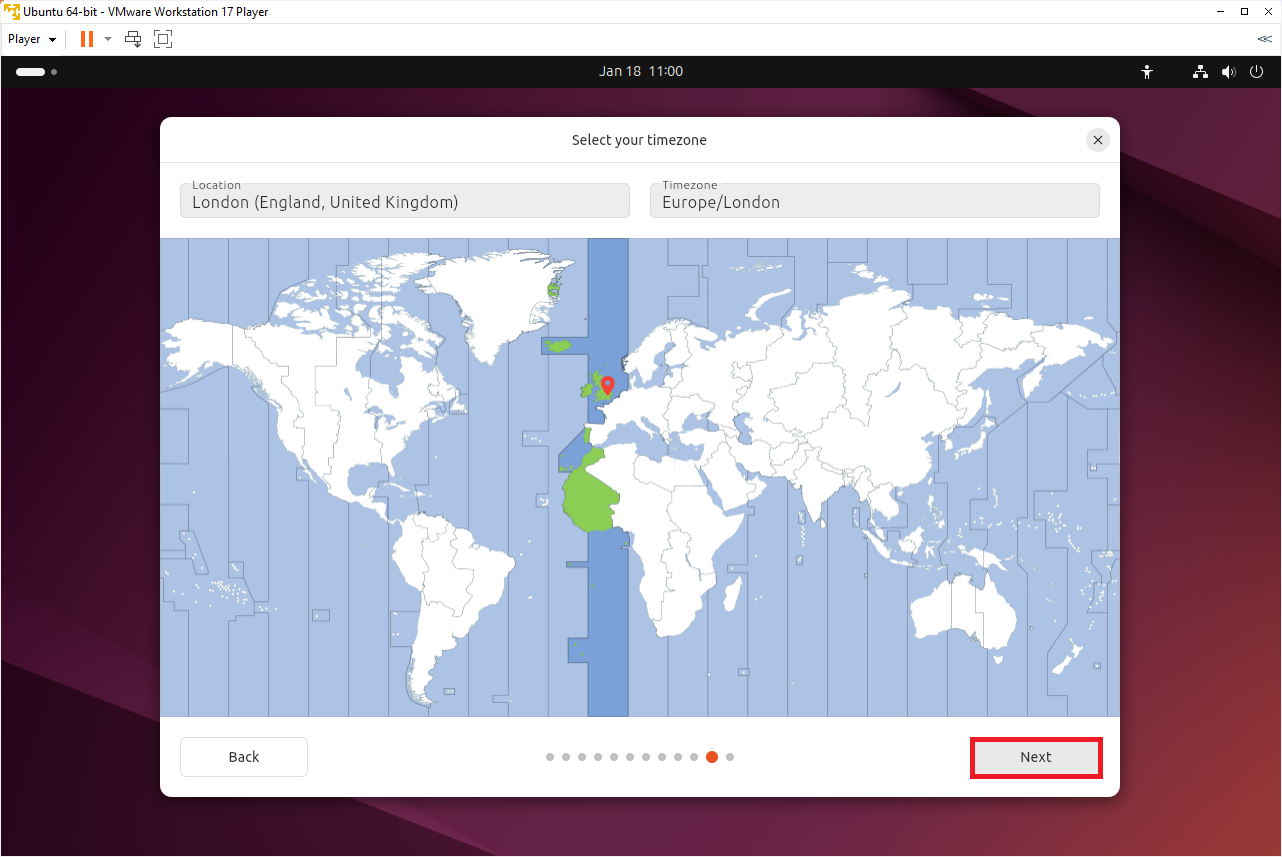 Ubuntu 64-bit - VMware Workstation 17 Player
Player
Jan 18 11:00
Select your timezone
Location
London (England, United Kingdom)
Timezone
Europe/London
Back
Next